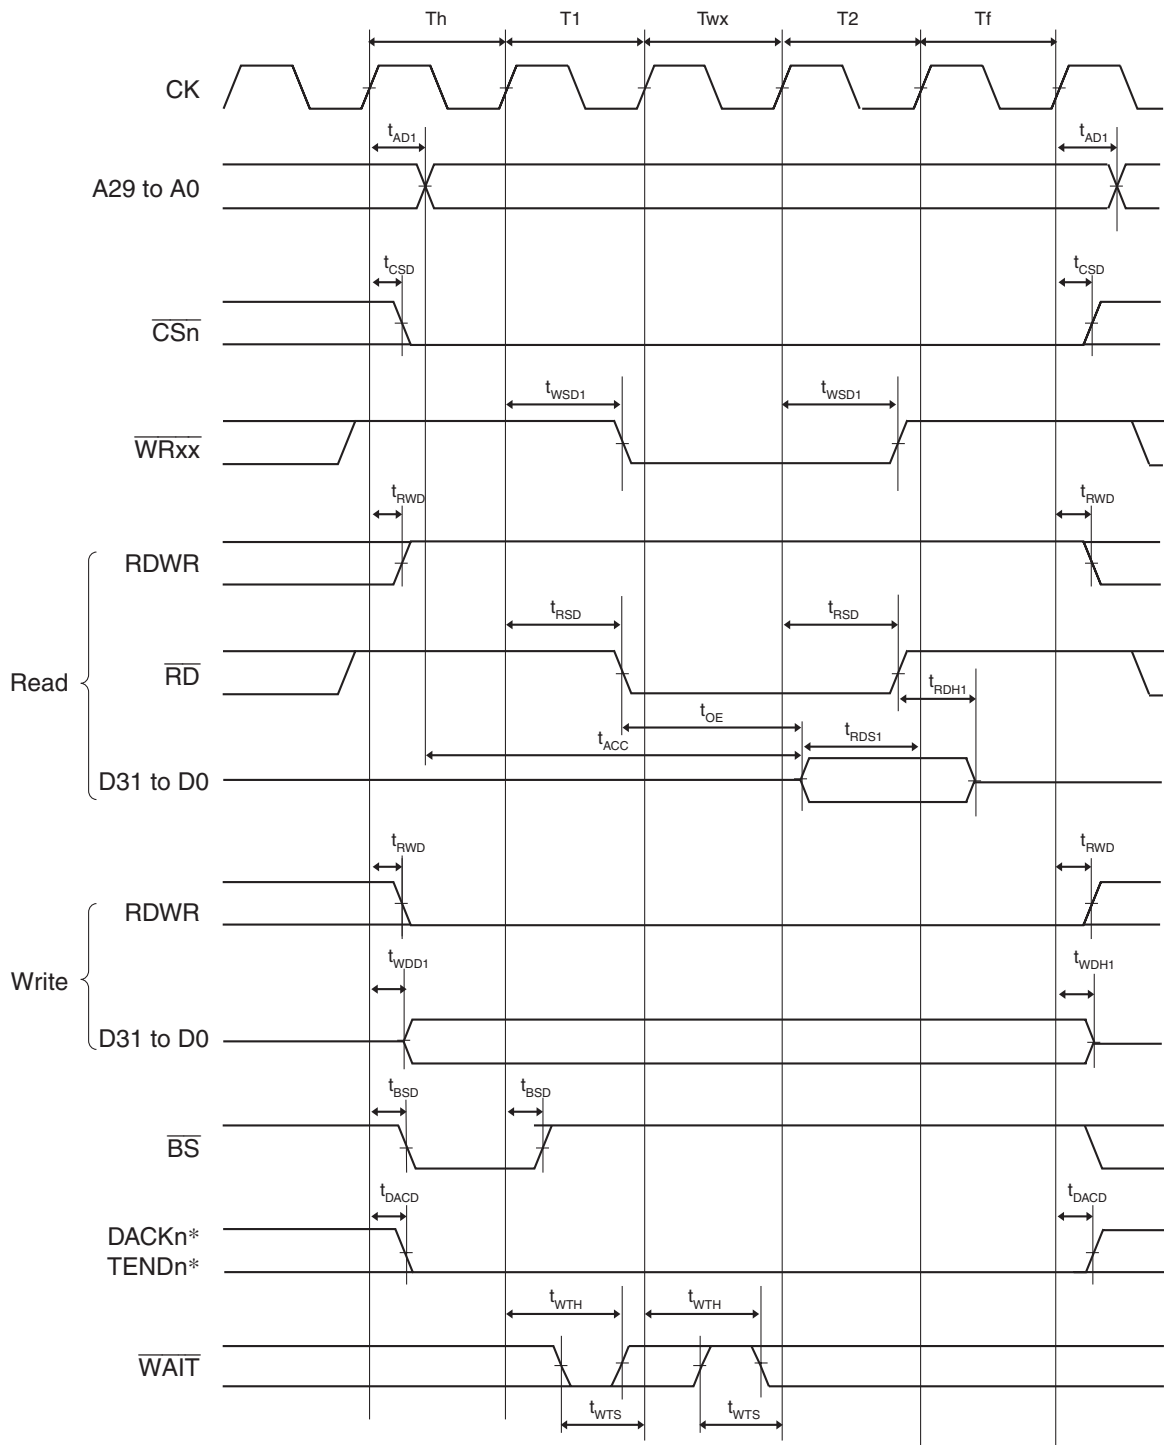 Th T1 Twx T2 Tf
CK
tAD1 tAD1
A29 to A0
tCSD tCSD
CSn
tWSD1 tWSD1
WRxx
tRWD tRWD
RDWR
tRSD tRSD
Read
RD
tRDH1
tOE
tRDS1
tACC
D31 to D0
tRWD tRWD
RDWR
Write
tWDD1 tWDH1
D31 to D0
tBSD tBSD
BS
tDACD tDACD
DACKn*
TENDn*
tWTH tWTH
WAIT
tWTS tWTS